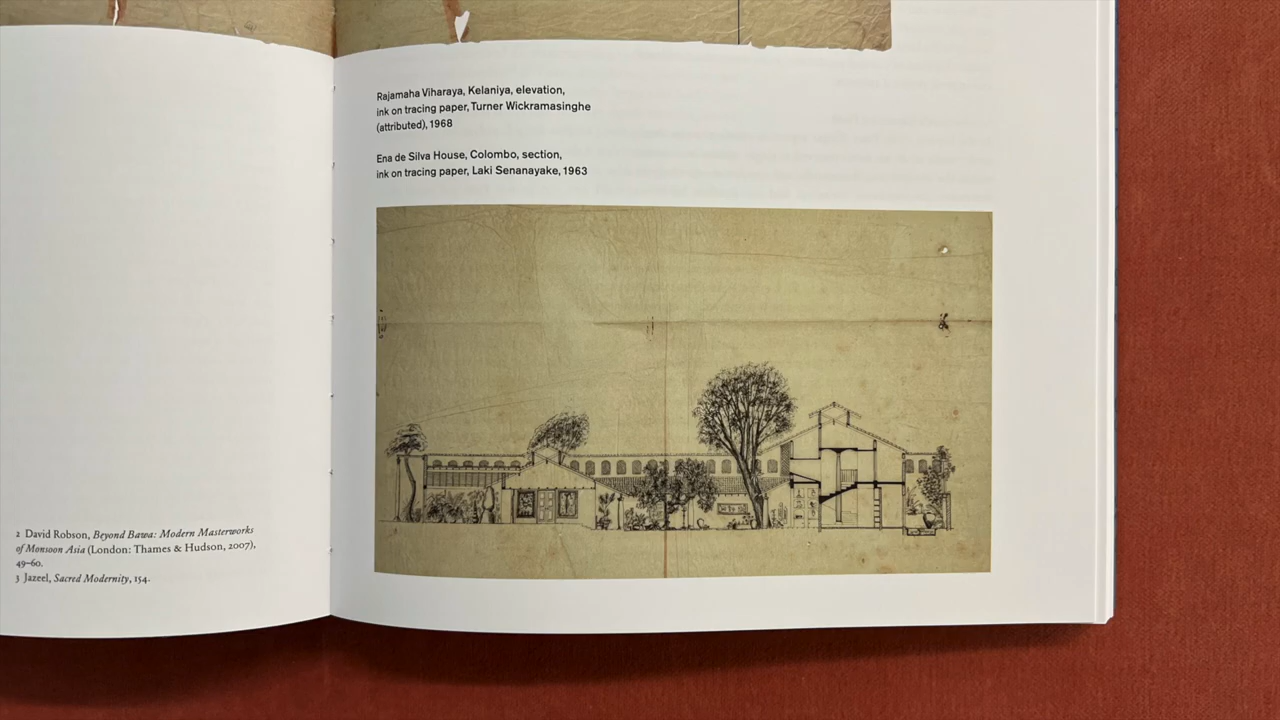 Rajamaha Viharaya, Kelaniya, elevation,
ink on tracing paper, Turner Wickramasinghe
(attributed), 1968
Ena de Silva House, Colombo, section,
ink on tracing paper, Laki Senanayake, 1963
2 David Robson, Beyond Bawa: Modern Masterworks
of Monsoon Asia (London: Thames & Hudson, 2007),
49–60.
3 Jazeel, Sacred Modernity, 154.